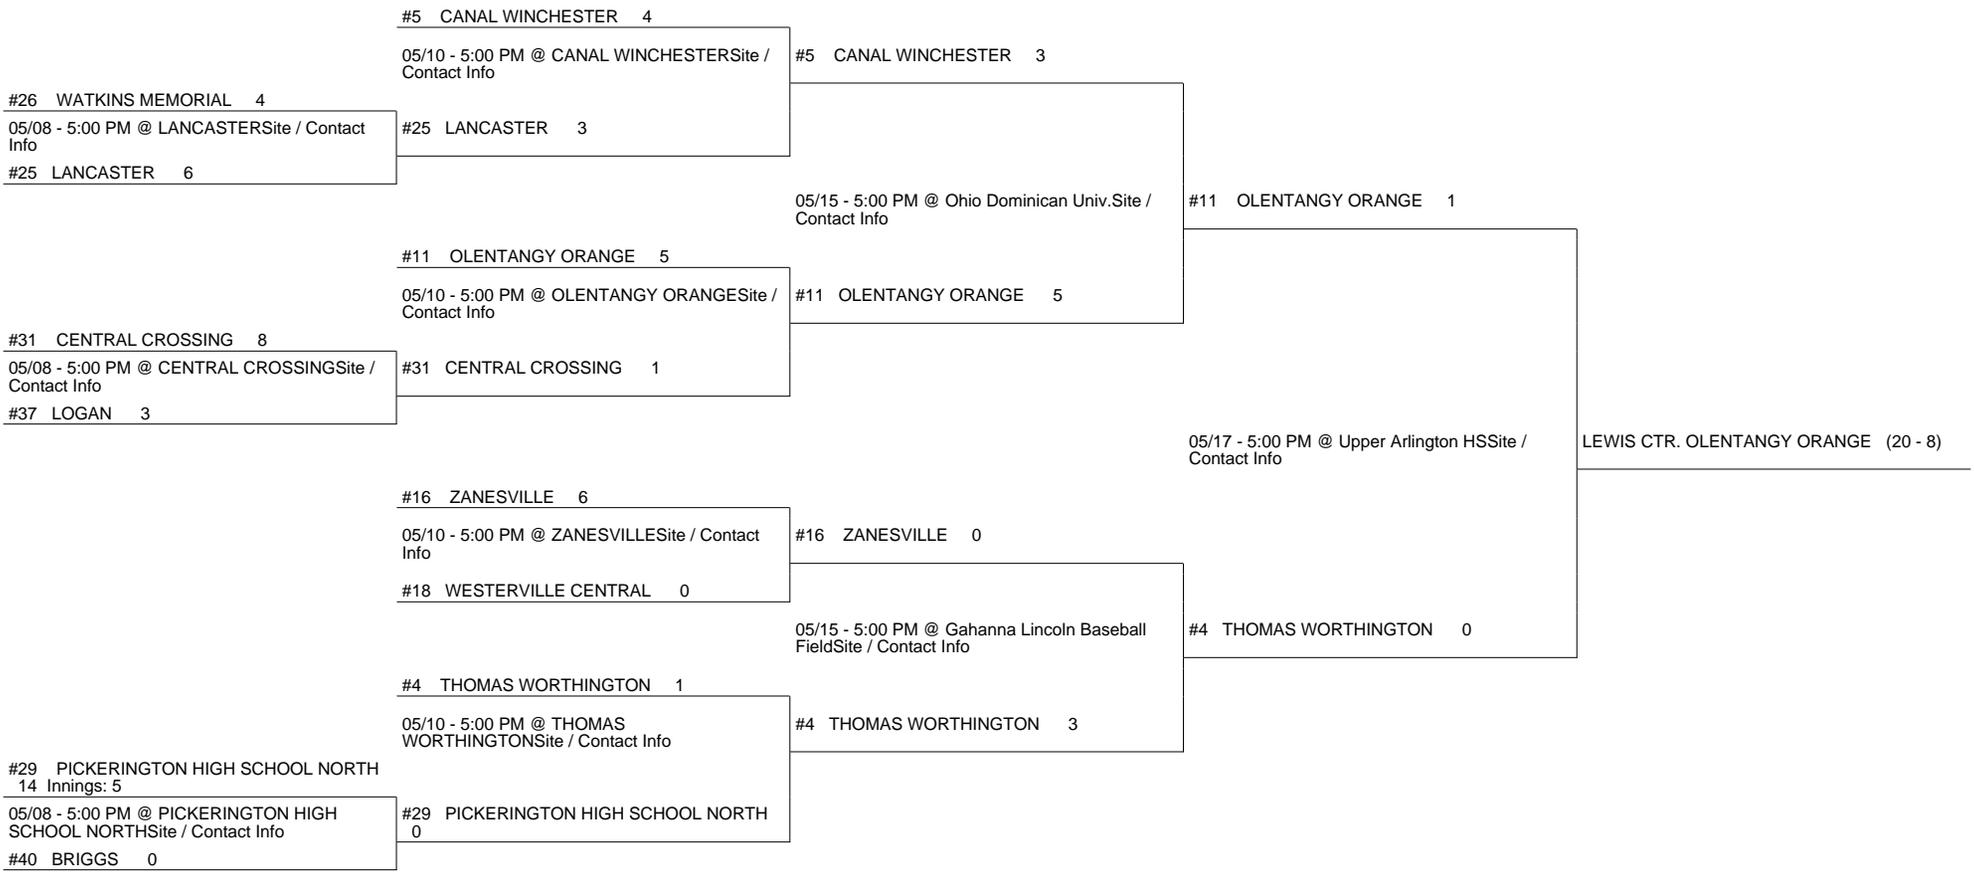 #5 CANAL WINCHESTER 4
05/10 - 5:00 PM @ CANAL WINCHESTERSite /
Contact Info
#5 CANAL WINCHESTER 3
#26 WATKINS MEMORIAL 4
05/08 - 5:00 PM @ LANCASTERSite / Contact
Info
#25 LANCASTER 6
#25 LANCASTER 3
05/15 - 5:00 PM @ Ohio Dominican Univ.Site /
Contact Info
#11 OLENTANGY ORANGE 1
#11 OLENTANGY ORANGE 5
05/10 - 5:00 PM @ OLENTANGY ORANGESite /
Contact Info
#11 OLENTANGY ORANGE 5
#31 CENTRAL CROSSING 8
05/08 - 5:00 PM @ CENTRAL CROSSINGSite /
Contact Info
#37 LOGAN 3
#31 CENTRAL CROSSING 1
05/17 - 5:00 PM @ Upper Arlington HSSite /
Contact Info
LEWIS CTR. OLENTANGY ORANGE (20 - 8)
#16 ZANESVILLE 6
05/10 - 5:00 PM @ ZANESVILLESite / Contact
Info
#16 ZANESVILLE 0
#18 WESTERVILLE CENTRAL 0
05/15 - 5:00 PM @ Gahanna Lincoln Baseball
FieldSite / Contact Info
#4 THOMAS WORTHINGTON 0
#4 THOMAS WORTHINGTON 1
05/10 - 5:00 PM @ THOMAS
WORTHINGTONSite / Contact Info
#4 THOMAS WORTHINGTON 3
#29 PICKERINGTON HIGH SCHOOL NORTH
14 Innings: 5
05/08 - 5:00 PM @ PICKERINGTON HIGH
SCHOOL NORTHSite / Contact Info
#40 BRIGGS 0
#29 PICKERINGTON HIGH SCHOOL NORTH
0